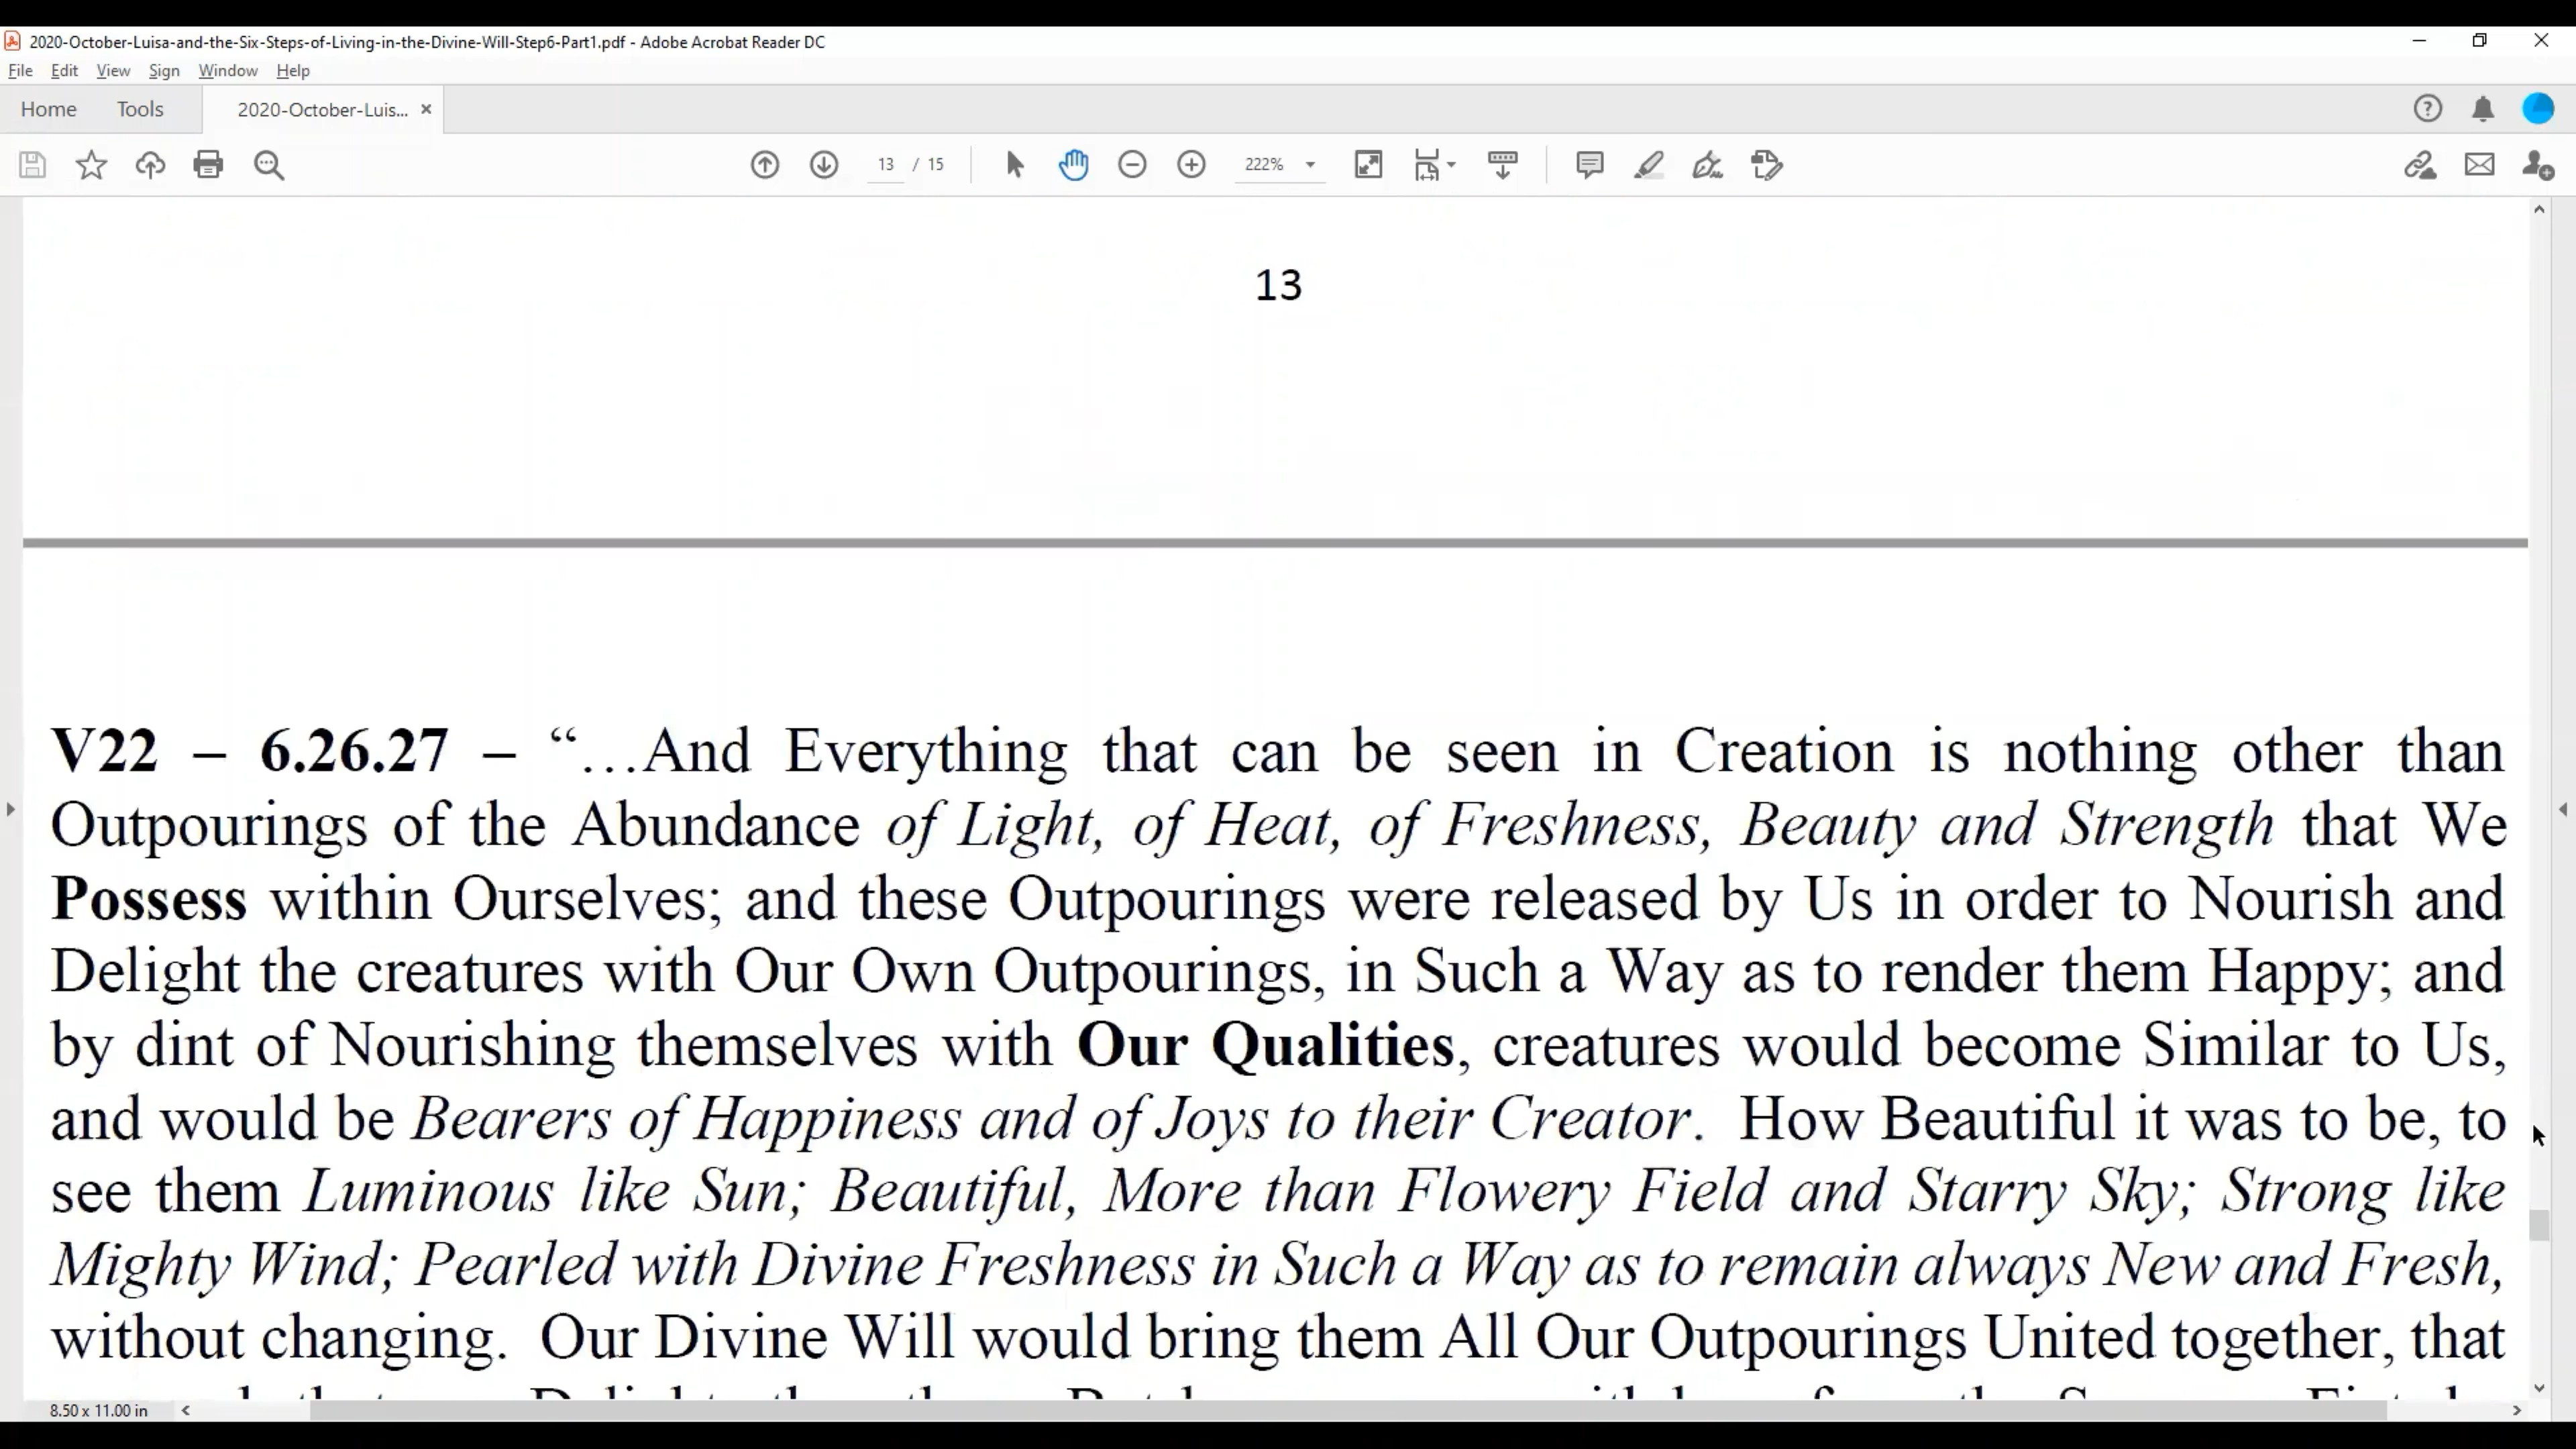 2020-October-Luisa-and-the-Six-Steps-of-Living-in-the-Divine-Will-Step6-Part1.pdf - Adobe Acrobat Reader DC
File Edit View Sign Window Help
Home Tools 2020-October-Luis... ×
13 / 15 222%
13
V22 – 6.26.27 – “…And Everything that can be seen in Creation is nothing other than
Outpourings of the Abundance of Light, of Heat, of Freshness, Beauty and Strength that We
Possess within Ourselves; and these Outpourings were released by Us in order to Nourish and
Delight the creatures with Our Own Outpourings, in Such a Way as to render them Happy; and
by dint of Nourishing themselves with Our Qualities, creatures would become Similar to Us,
and would be Bearers of Happiness and of Joys to their Creator. How Beautiful it was to be, to
see them Luminous like Sun; Beautiful, More than Flowery Field and Starry Sky; Strong like
Mighty Wind; Pearled with Divine Freshness in Such a Way as to remain always New and Fresh,
without changing. Our Divine Will would bring them All Our Outpourings United together, that
8.50 x 11.00 in